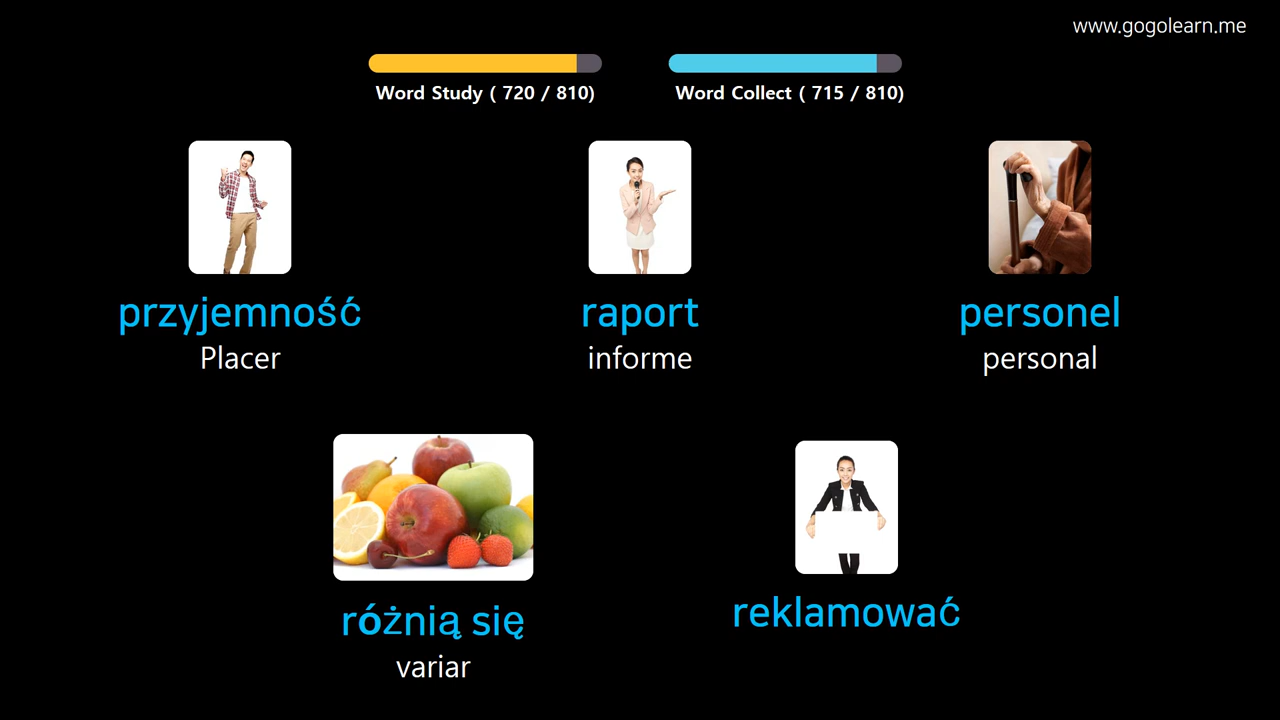 www.gogolearn.me
Word Study ( 720 / 810)
Word Collect ( 715 / 810)
przyjemność
Placer
raport
informe
personel
personal
różnią się
variar
reklamować